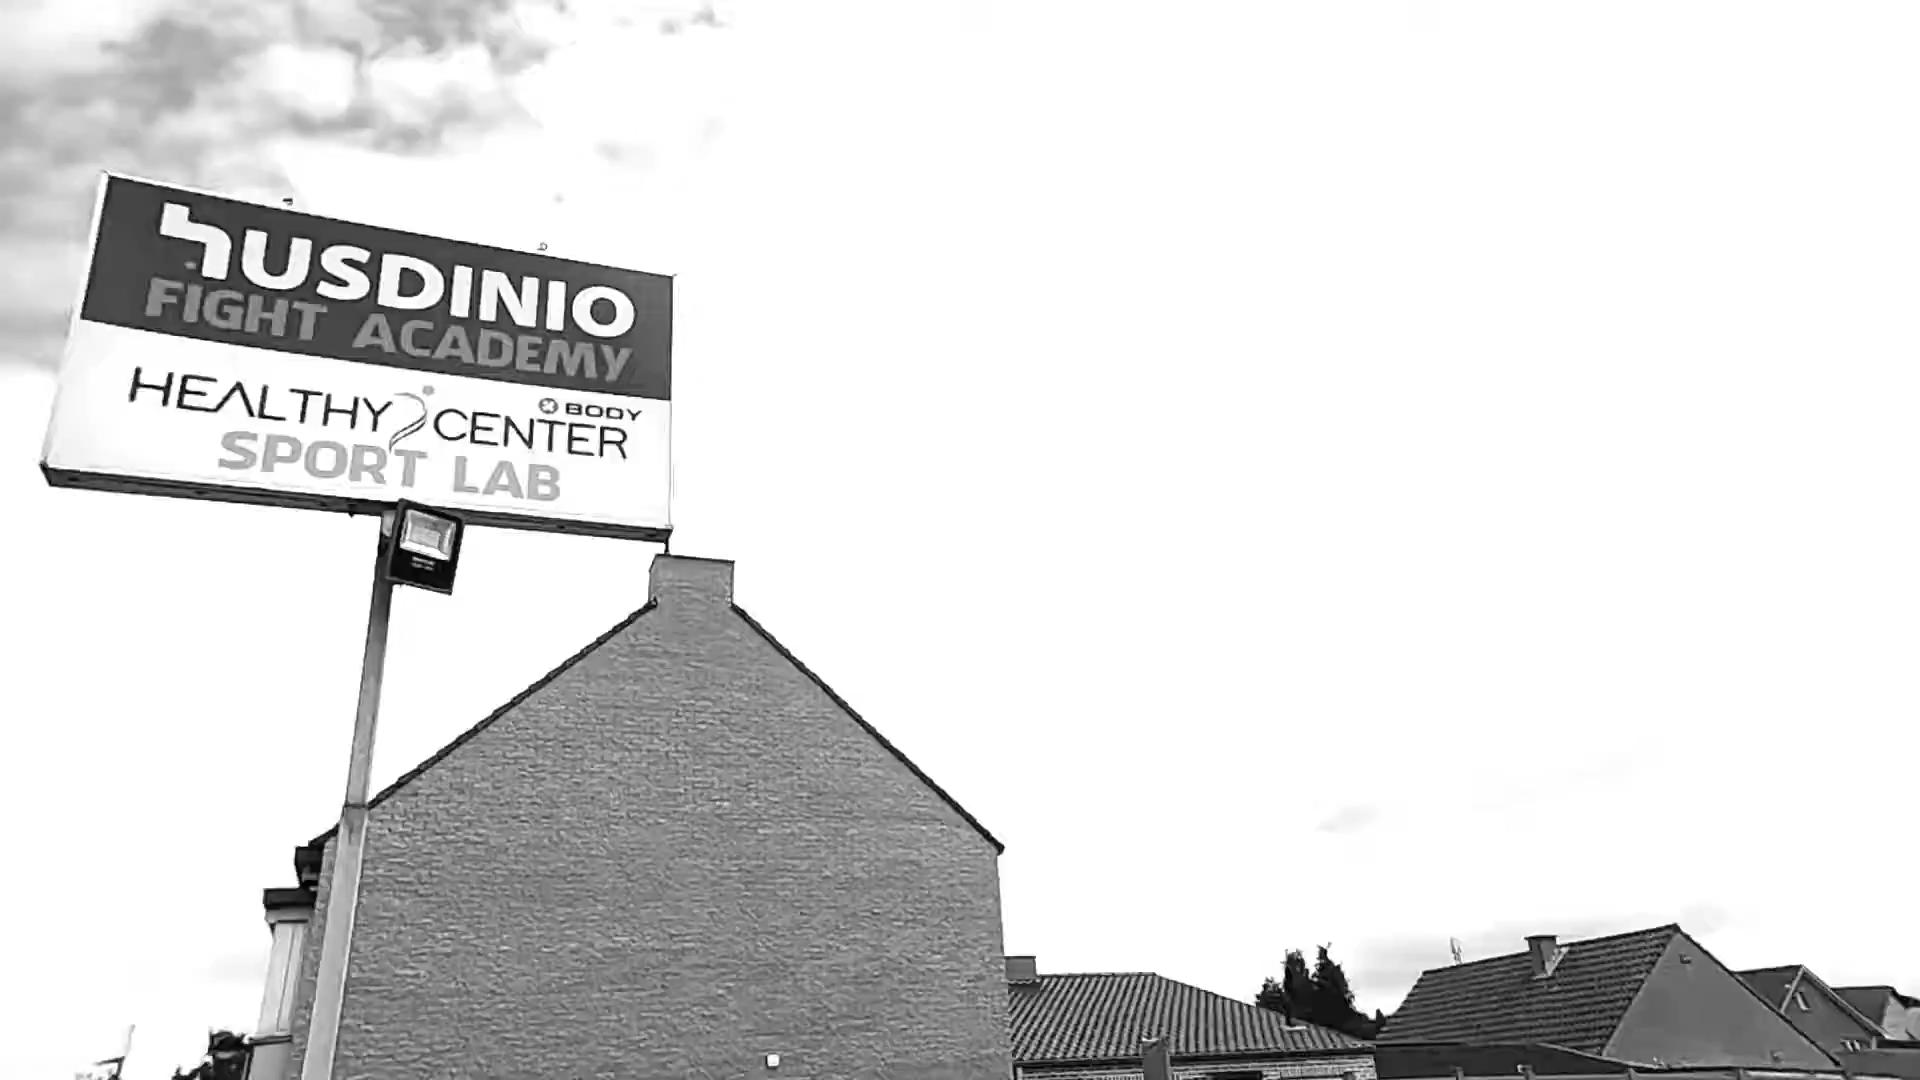 HUSDINIO
FIGHT ACADEMY
HEALTHY CENTER
BODY
SPORT LAB